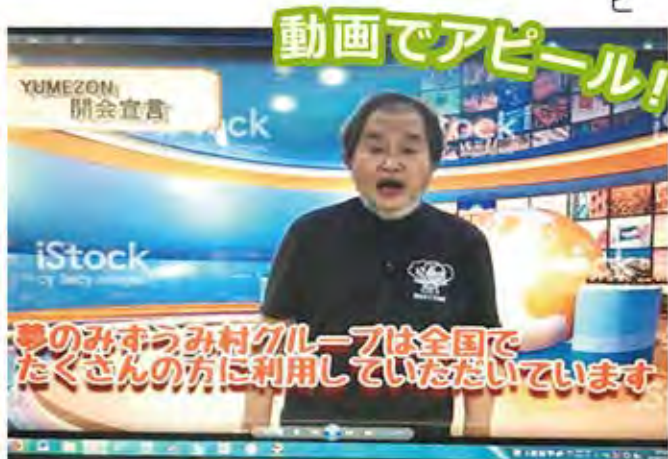 ピ
動画でアピール！
YUMEZON
開会宣言
iStock
夢のみずうみ村グループは全国で
たくさんの方に利用していただいています